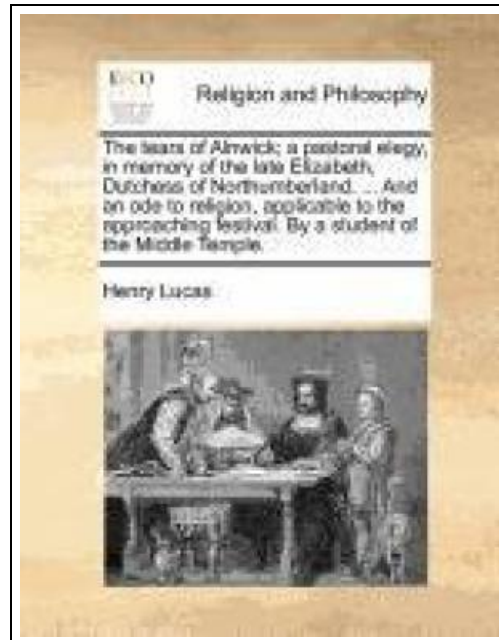 ECCO
Religion and Philosophy
The tears of Alnwick; a pastoral elegy,
in memory of the late Elizabeth,
Dutchess of Northumberland. ... And
an ode to religion, applicable to the
approaching festival. By a student of
the Middle Temple.
Henry Lucas